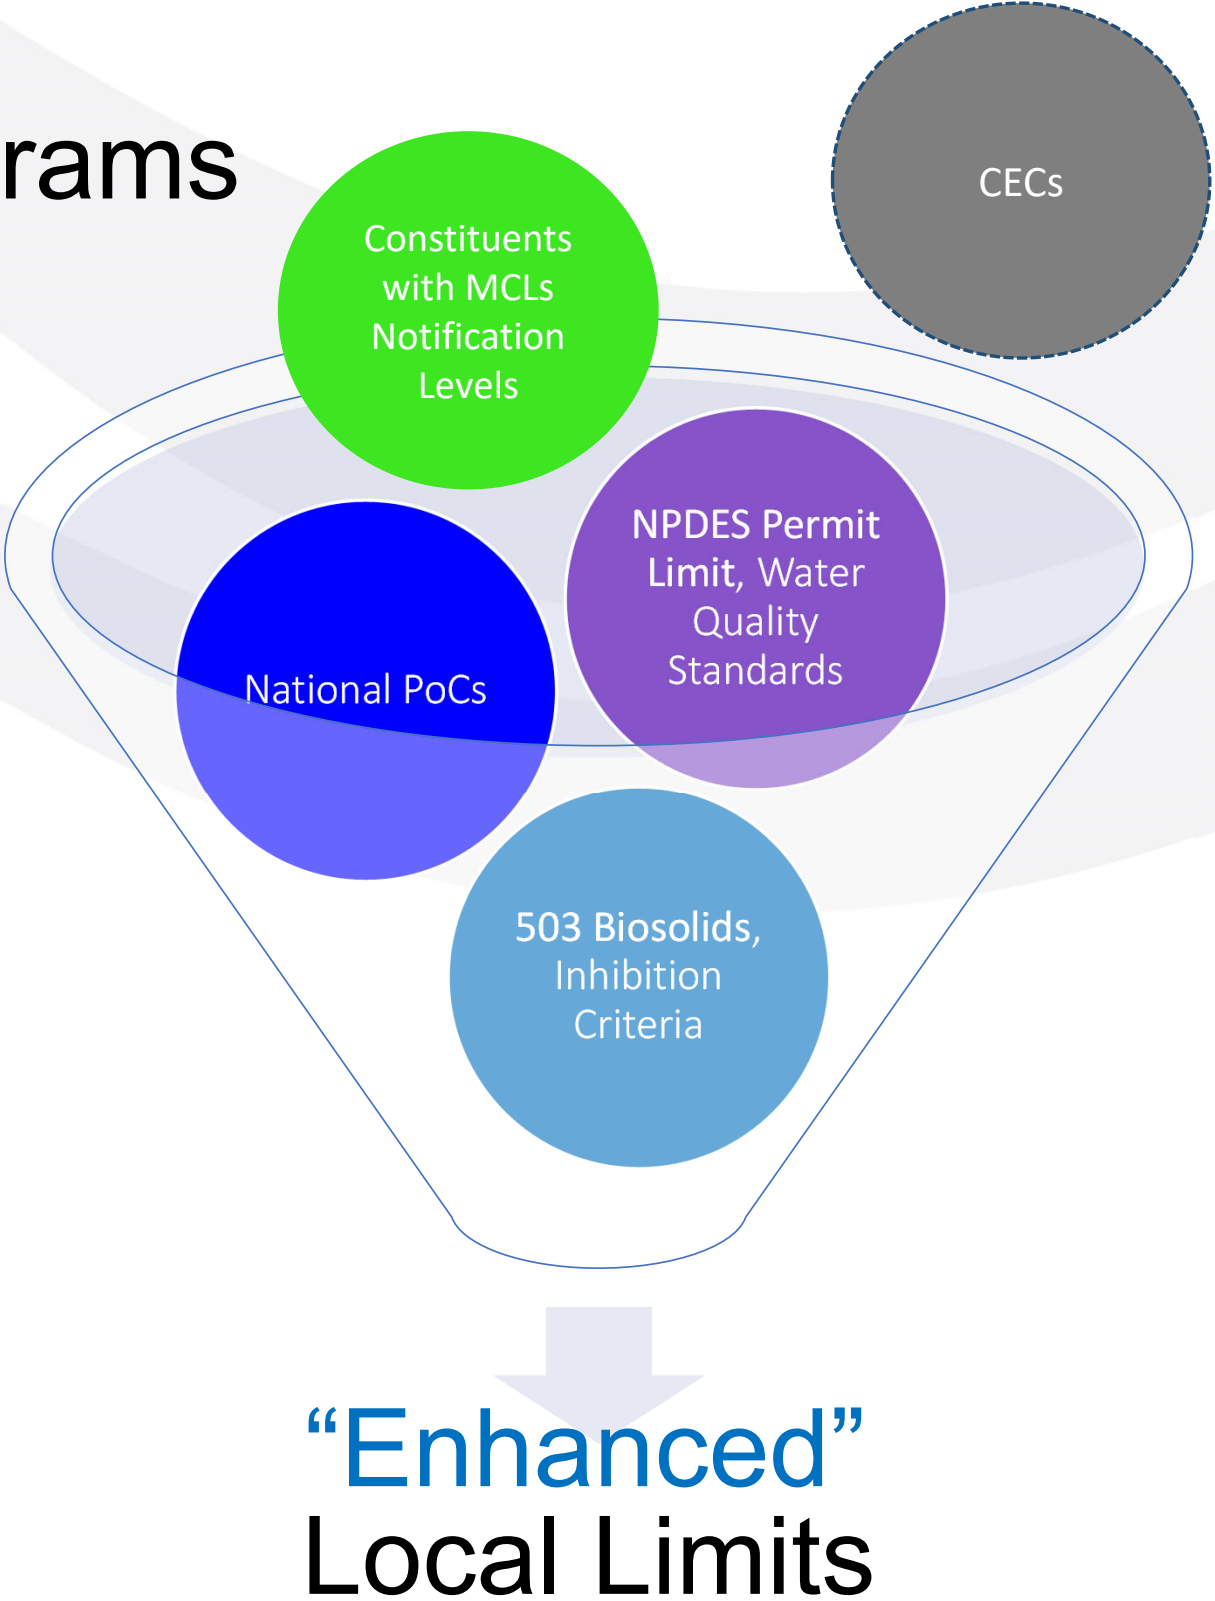 rams
CECs
Constituents
with MCLs
Notification
Levels
NPDES Permit
Limit, Water
Quality
Standards
National PoCs
503 Biosolids,
Inhibition
Criteria
“Enhanced”
Local Limits